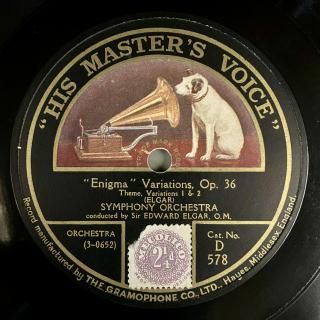 "HIS MASTER'S VOICE"
"Enigma" Variations, Op. 36
Theme, Variations 1 & 2
(ELGAR)
SYMPHONY ORCHESTRA
conducted by Sir EDWARD ELGAR, O.M.
ORCHESTRA
(3-0652)
Cat. No.
D
578
2½d
Record manufactured by THE GRAMOPHONE CO., LTD., Hayes, Middlesex, England.